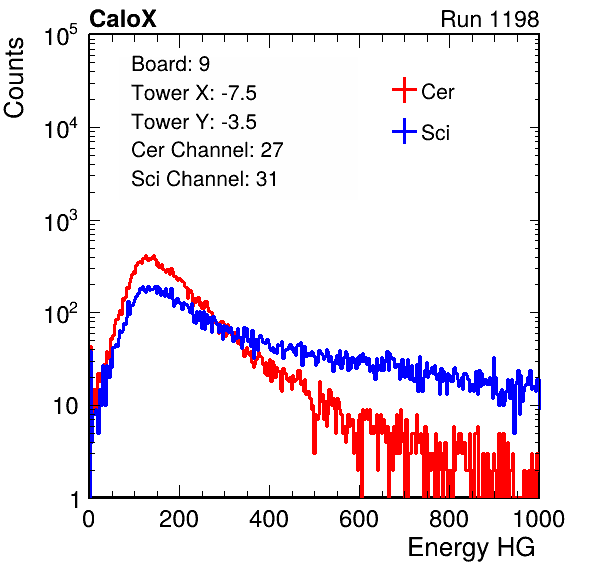 CaloX Run 1198
Counts
Board: 9
Tower X: -7.5
Tower Y: -3.5
Cer Channel: 27
Sci Channel: 31
Cer
Sci
10^5
10^4
10^3
10^2
10
1
0 200 400 600 800 1000
Energy HG